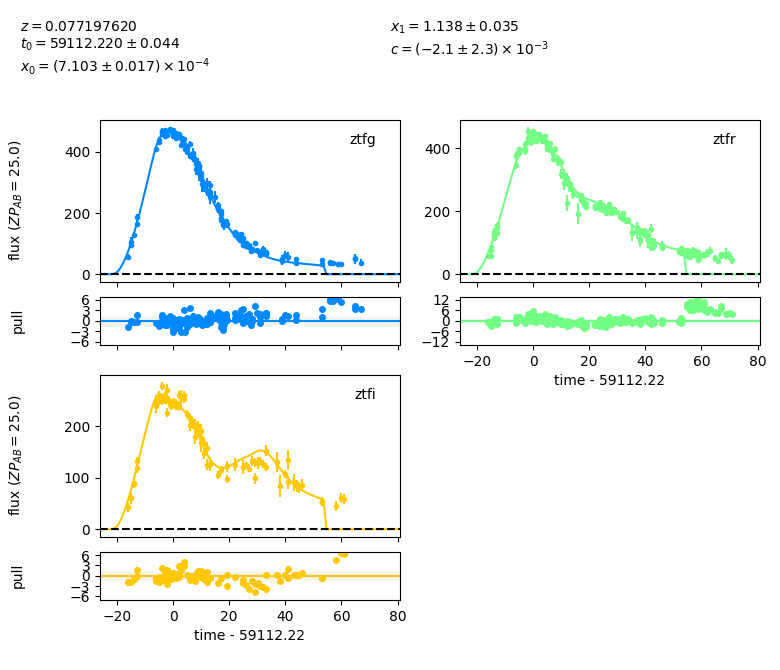 z = 0.077197620
t₀ = 59112.220 ± 0.044
x₀ = (7.103 ± 0.017) × 10⁻⁴
x₁ = 1.138 ± 0.035
c = (−2.1 ± 2.3) × 10⁻³
ztfg
flux (ZP_AB = 25.0)
400
200
0
pull
6
3
0
−3
−6
ztfr
400
200
0
12
6
0
−6
−12
−20 0 20 40 60 80
time - 59112.22
ztfi
flux (ZP_AB = 25.0)
200
100
0
pull
6
3
0
−3
−6
−20 0 20 40 60 80
time - 59112.22